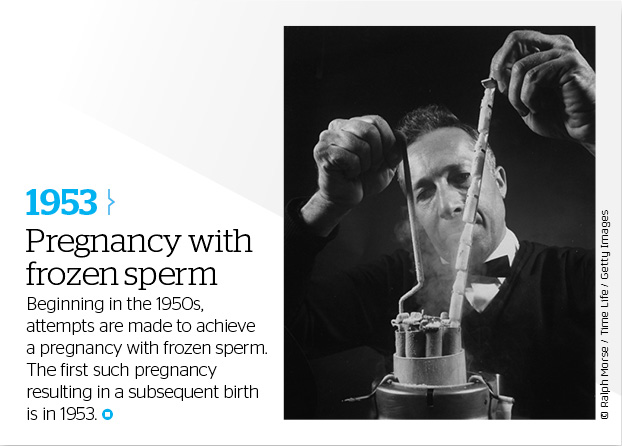 1953
Pregnancy with
frozen sperm
Beginning in the 1950s,
attempts are made to achieve
a pregnancy with frozen sperm.
The first such pregnancy
resulting in a subsequent birth
is in 1953.
© Ralph Morse / Time Life / Getty Images